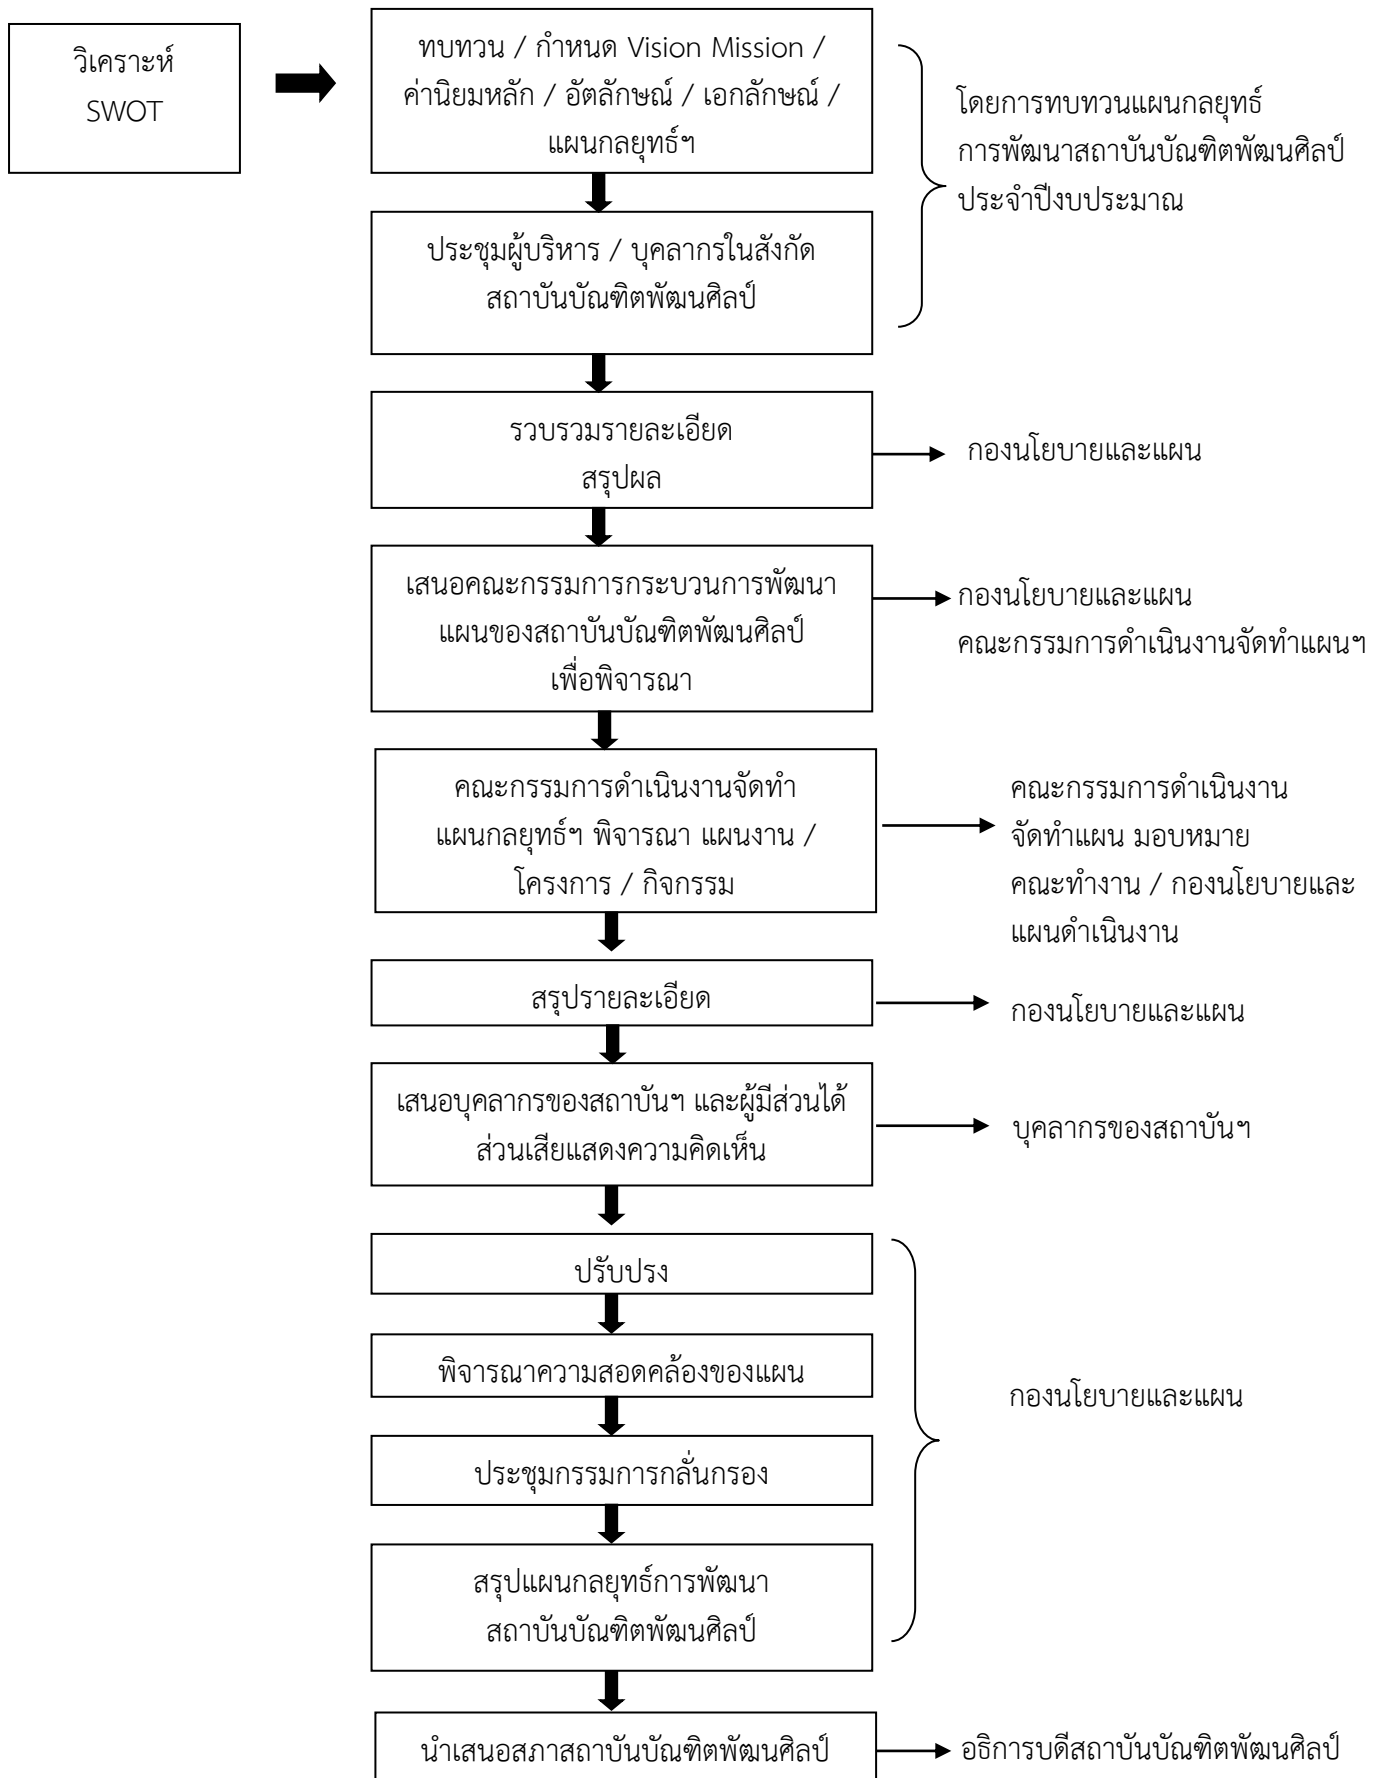 วิเคราะห์
SWOT
ทบทวน / กำหนด Vision Mission /
ค่านิยมหลัก / อัตลักษณ์ / เอกลักษณ์ /
แผนกลยุทธ์ฯ
โดยการทบทวนแผนกลยุทธ์
การพัฒนาสถาบันบัณฑิตพัฒนศิลป์
ประจำปีงบประมาณ
ประชุมผู้บริหาร / บุคลากรในสังกัด
สถาบันบัณฑิตพัฒนศิลป์
รวบรวมรายละเอียด
สรุปผล
กองนโยบายและแผน
เสนอคณะกรรมการกระบวนการพัฒนา
แผนของสถาบันบัณฑิตพัฒนศิลป์
เพื่อพิจารณา
กองนโยบายและแผน
คณะกรรมการดำเนินงานจัดทำแผนฯ
คณะกรรมการดำเนินงานจัดทำ
แผนกลยุทธ์ฯ พิจารณา แผนงาน /
โครงการ / กิจกรรม
คณะกรรมการดำเนินงาน
จัดทำแผน มอบหมาย
คณะทำงาน / กองนโยบายและ
แผนดำเนินงาน
สรุปรายละเอียด
กองนโยบายและแผน
เสนอบุคลากรของสถาบันฯ และผู้มีส่วนได้
ส่วนเสียแสดงความคิดเห็น
บุคลากรของสถาบันฯ
ปรับปรง
พิจารณาความสอดคล้องของแผน
ประชุมกรรมการกลั่นกรอง
สรุปแผนกลยุทธ์การพัฒนา
สถาบันบัณฑิตพัฒนศิลป์
กองนโยบายและแผน
นำเสนอสภาสถาบันบัณฑิตพัฒนศิลป์
อธิการบดีสถาบันบัณฑิตพัฒนศิลป์